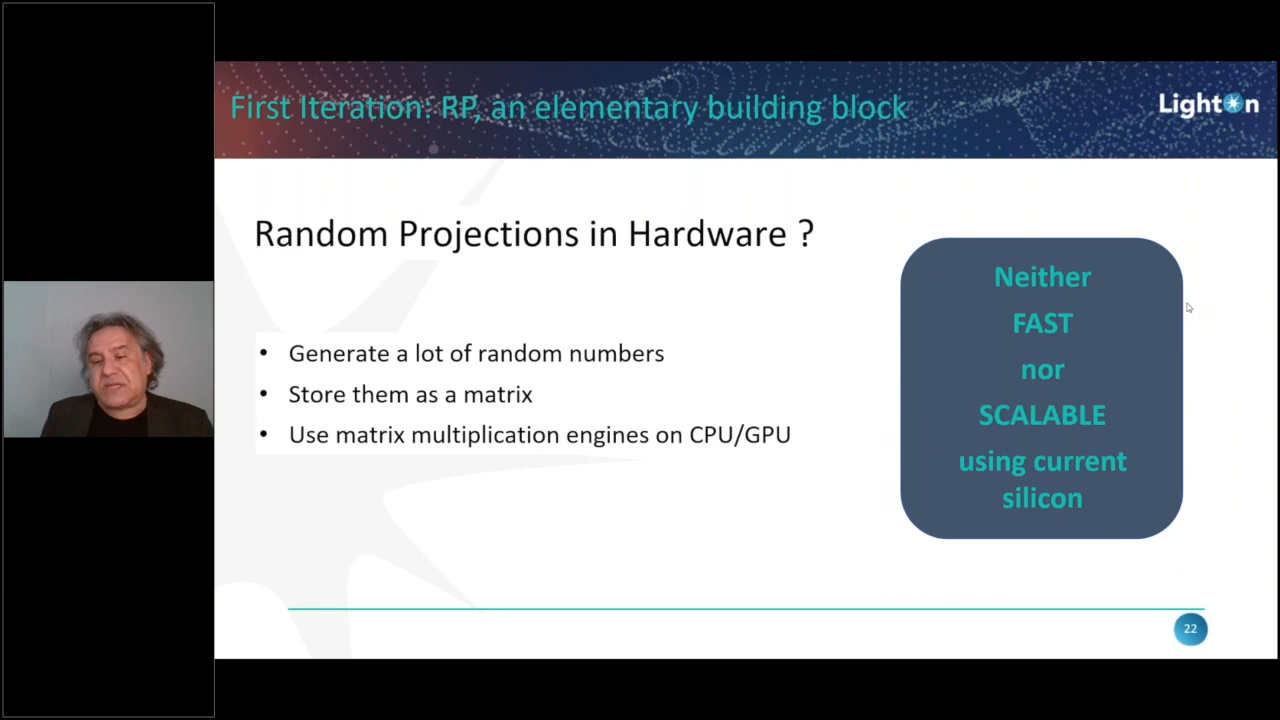 First Iteration: RP, an elementary building block
LightOn
Random Projections in Hardware ?
• Generate a lot of random numbers
• Store them as a matrix
• Use matrix multiplication engines on CPU/GPU
Neither
FAST
nor
SCALABLE
using current
silicon
22